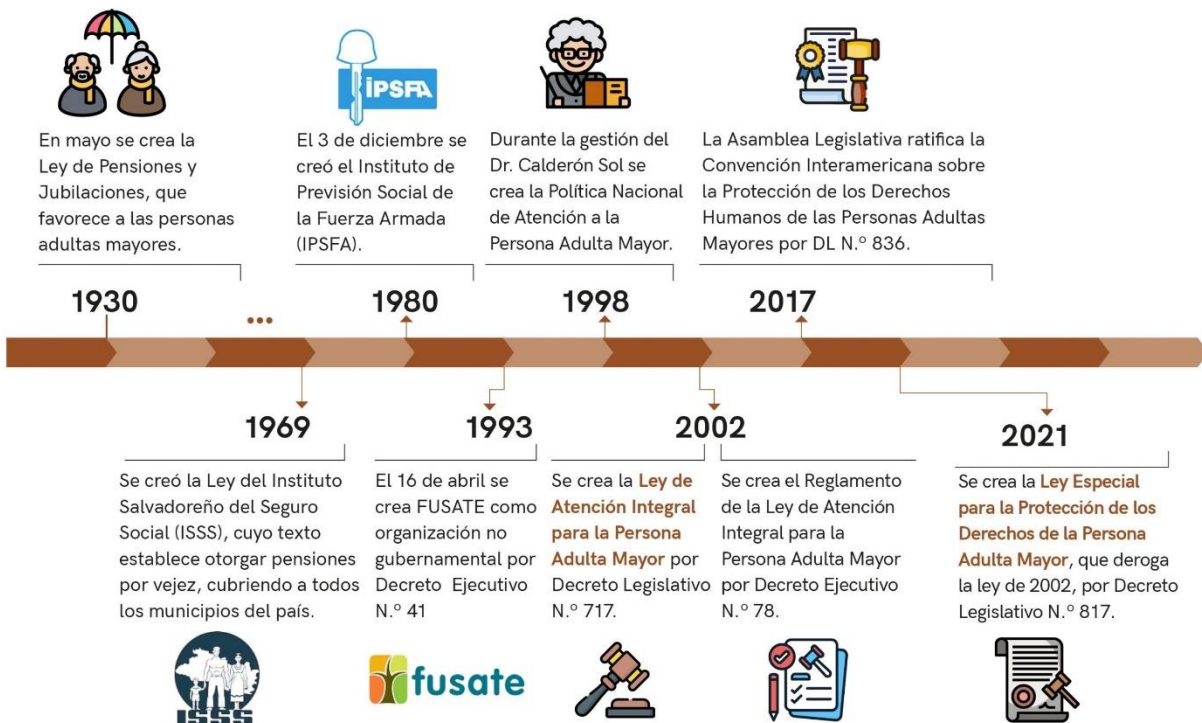 iPSFA
En mayo se crea la
Ley de Pensiones y
Jubilaciones, que
favorece a las personas
adultas mayores.
El 3 de diciembre se
creó el Instituto de
Previsión Social de
la Fuerza Armada
(IPSFA).
Durante la gestión del
Dr. Calderón Sol se
crea la Política Nacional
de Atención a la
Persona Adulta Mayor.
La Asamblea Legislativa ratifica la
Convención Interamericana sobre
la Protección de los Derechos
Humanos de las Personas Adultas
Mayores por DL N.º 836.
1930
...
1980
1998
2017
1969
1993
2002
2021
Se creó la Ley del Instituto
Salvadoreño del Seguro
Social (ISSS), cuyo texto
establece otorgar pensiones
por vejez, cubriendo a todos
los municipios del país.
El 16 de abril se
crea FUSATE como
organización no
gubernamental por
Decreto Ejecutivo
N.º 41
Se crea la Ley de
Atención Integral
para la Persona
Adulta Mayor por
Decreto Legislativo
N.º 717.
Se crea el Reglamento
de la Ley de Atención
Integral para la
Persona Adulta Mayor
por Decreto Ejecutivo
N.º 78.
Se crea la Ley Especial
para la Protección de los
Derechos de la Persona
Adulta Mayor, que deroga
la ley de 2002, por Decreto
Legislativo N.º 817.
ISSS
fusate